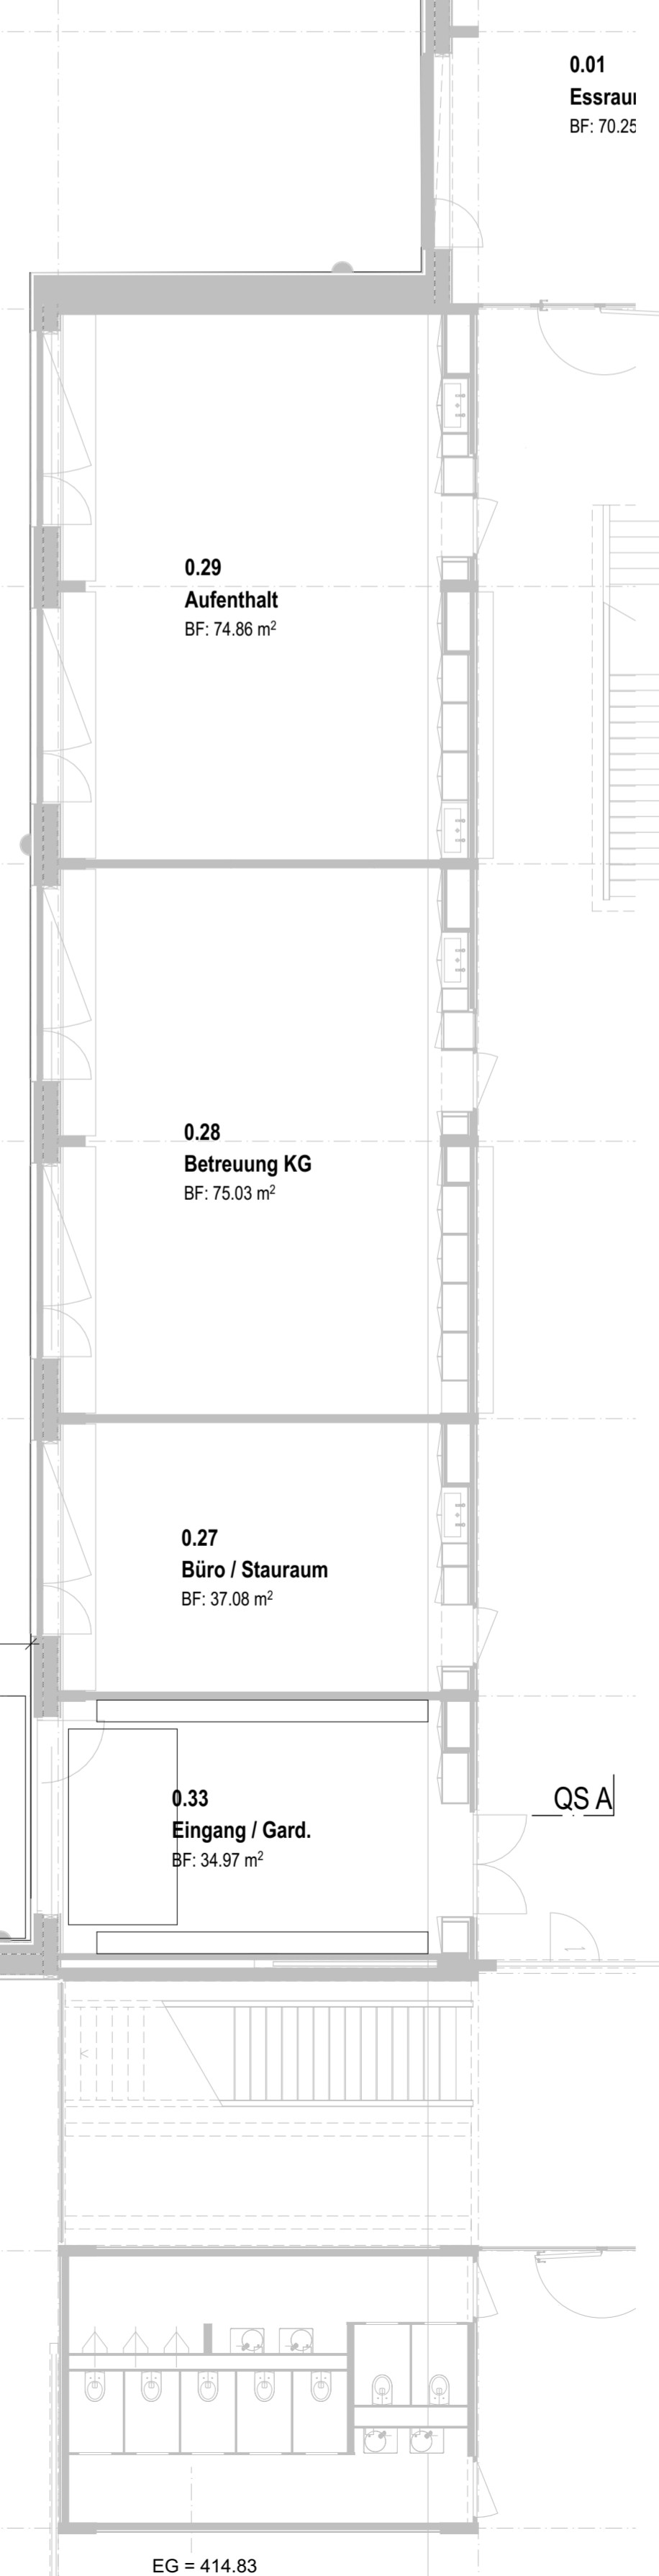 0.01
Essraum
BF: 70.25
0.29
Aufenthalt
BF: 74.86 m²
0.28
Betreuung KG
BF: 75.03 m²
0.27
Büro / Stauraum
BF: 37.08 m²
0.33
Eingang / Gard.
BF: 34.97 m²
QS A
EG = 414.83